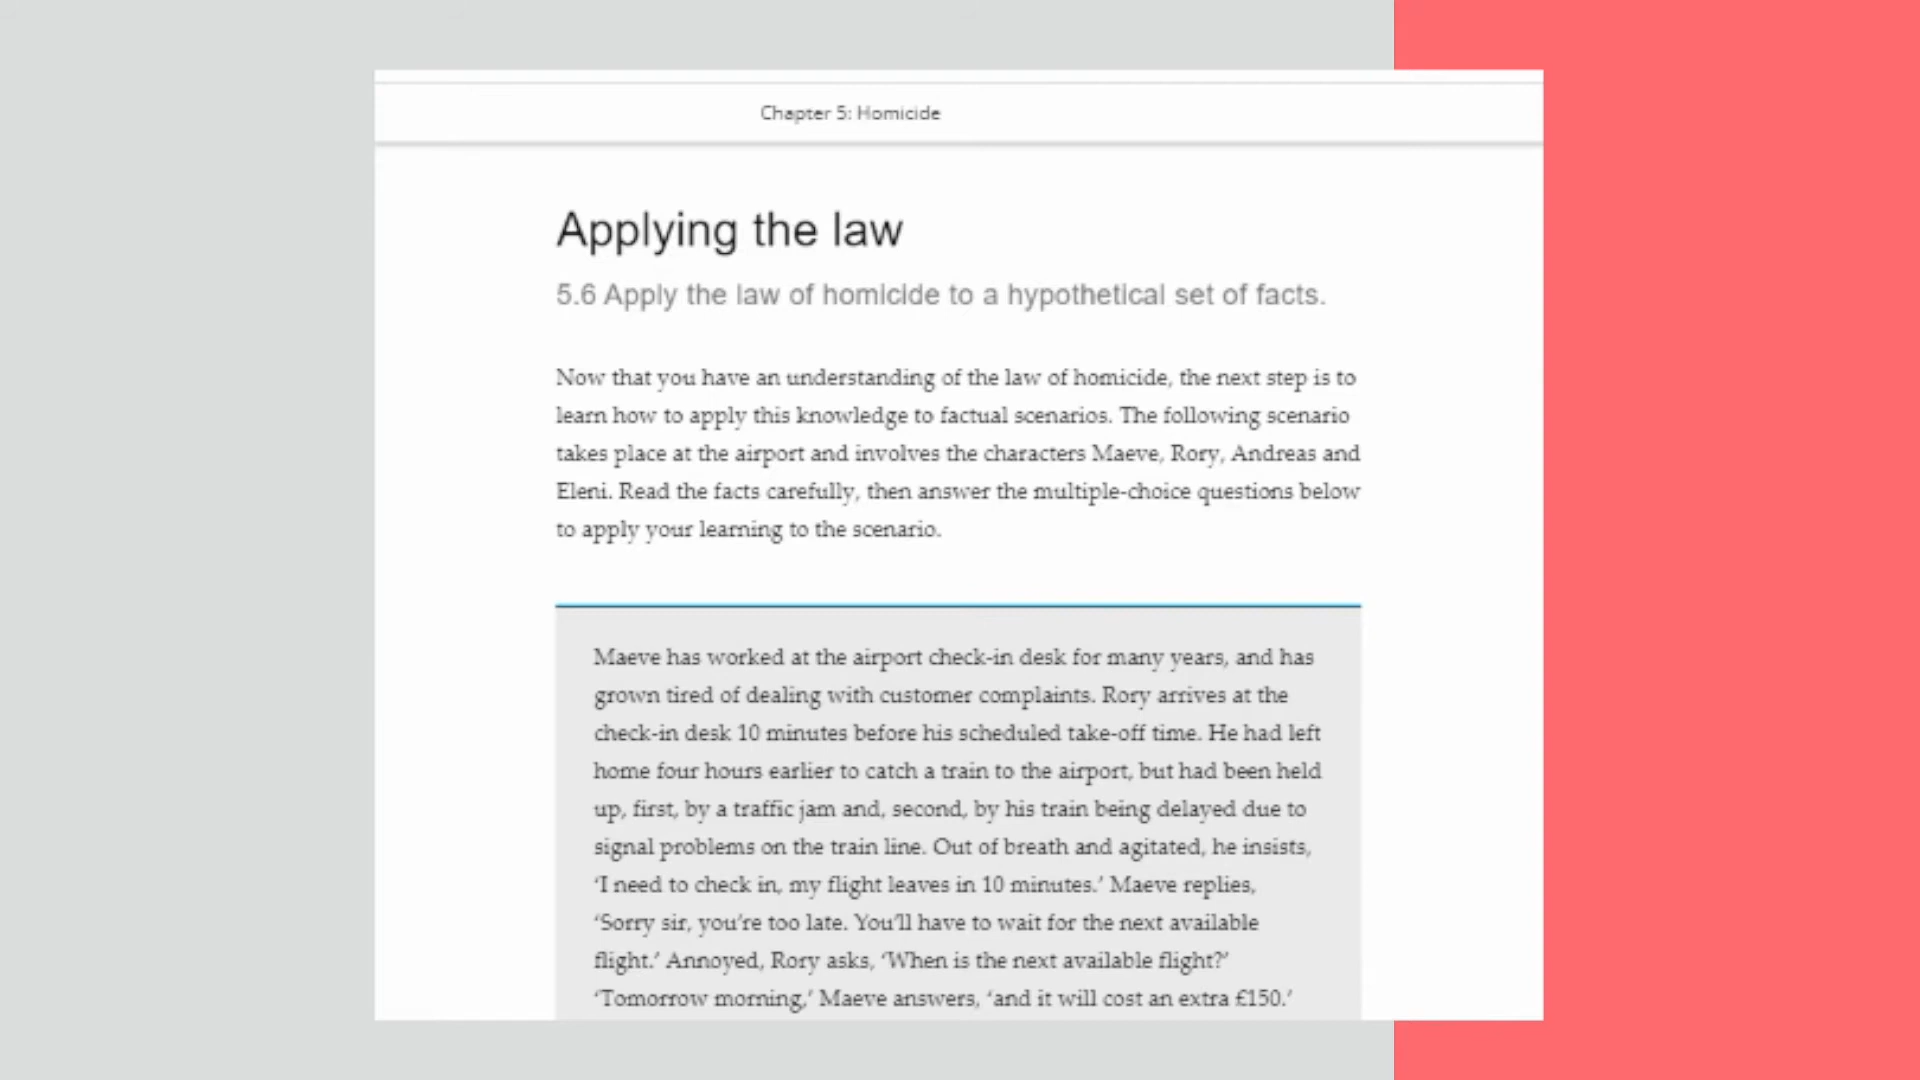 Chapter 5: Homicide
Applying the law
5.6 Apply the law of homicide to a hypothetical set of facts.
Now that you have an understanding of the law of homicide, the next step is to
learn how to apply this knowledge to factual scenarios. The following scenario
takes place at the airport and involves the characters Maeve, Rory, Andreas and
Eleni. Read the facts carefully, then answer the multiple-choice questions below
to apply your learning to the scenario.
Maeve has worked at the airport check-in desk for many years, and has
grown tired of dealing with customer complaints. Rory arrives at the
check-in desk 10 minutes before his scheduled take-off time. He had left
home four hours earlier to catch a train to the airport, but had been held
up, first, by a traffic jam and, second, by his train being delayed due to
signal problems on the train line. Out of breath and agitated, he insists,
‘I need to check in, my flight leaves in 10 minutes.’ Maeve replies,
‘Sorry sir, you’re too late. You’ll have to wait for the next available
flight.’ Annoyed, Rory asks, ‘When is the next available flight?’
‘Tomorrow morning,’ Maeve answers, ‘and it will cost an extra £150.’